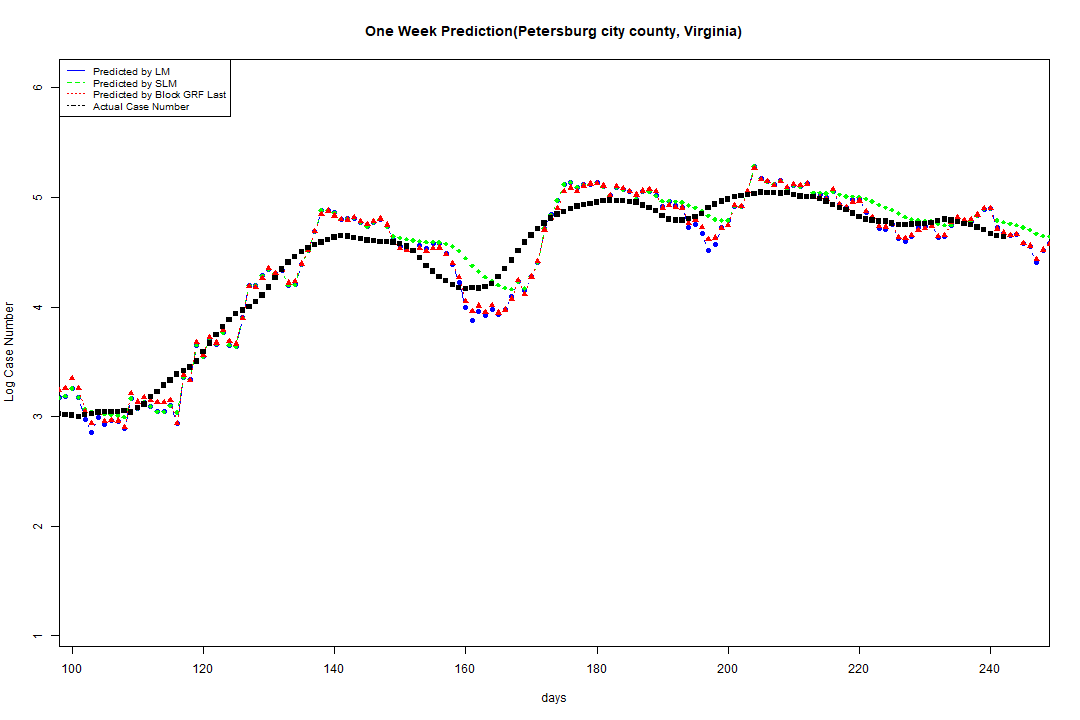 One Week Prediction(Petersburg city county, Virginia)
Predicted by LM
Predicted by SLM
Predicted by Block GRF Last
Actual Case Number
6
5
4
3
2
1
Log Case Number
100 120 140 160 180 200 220 240
days